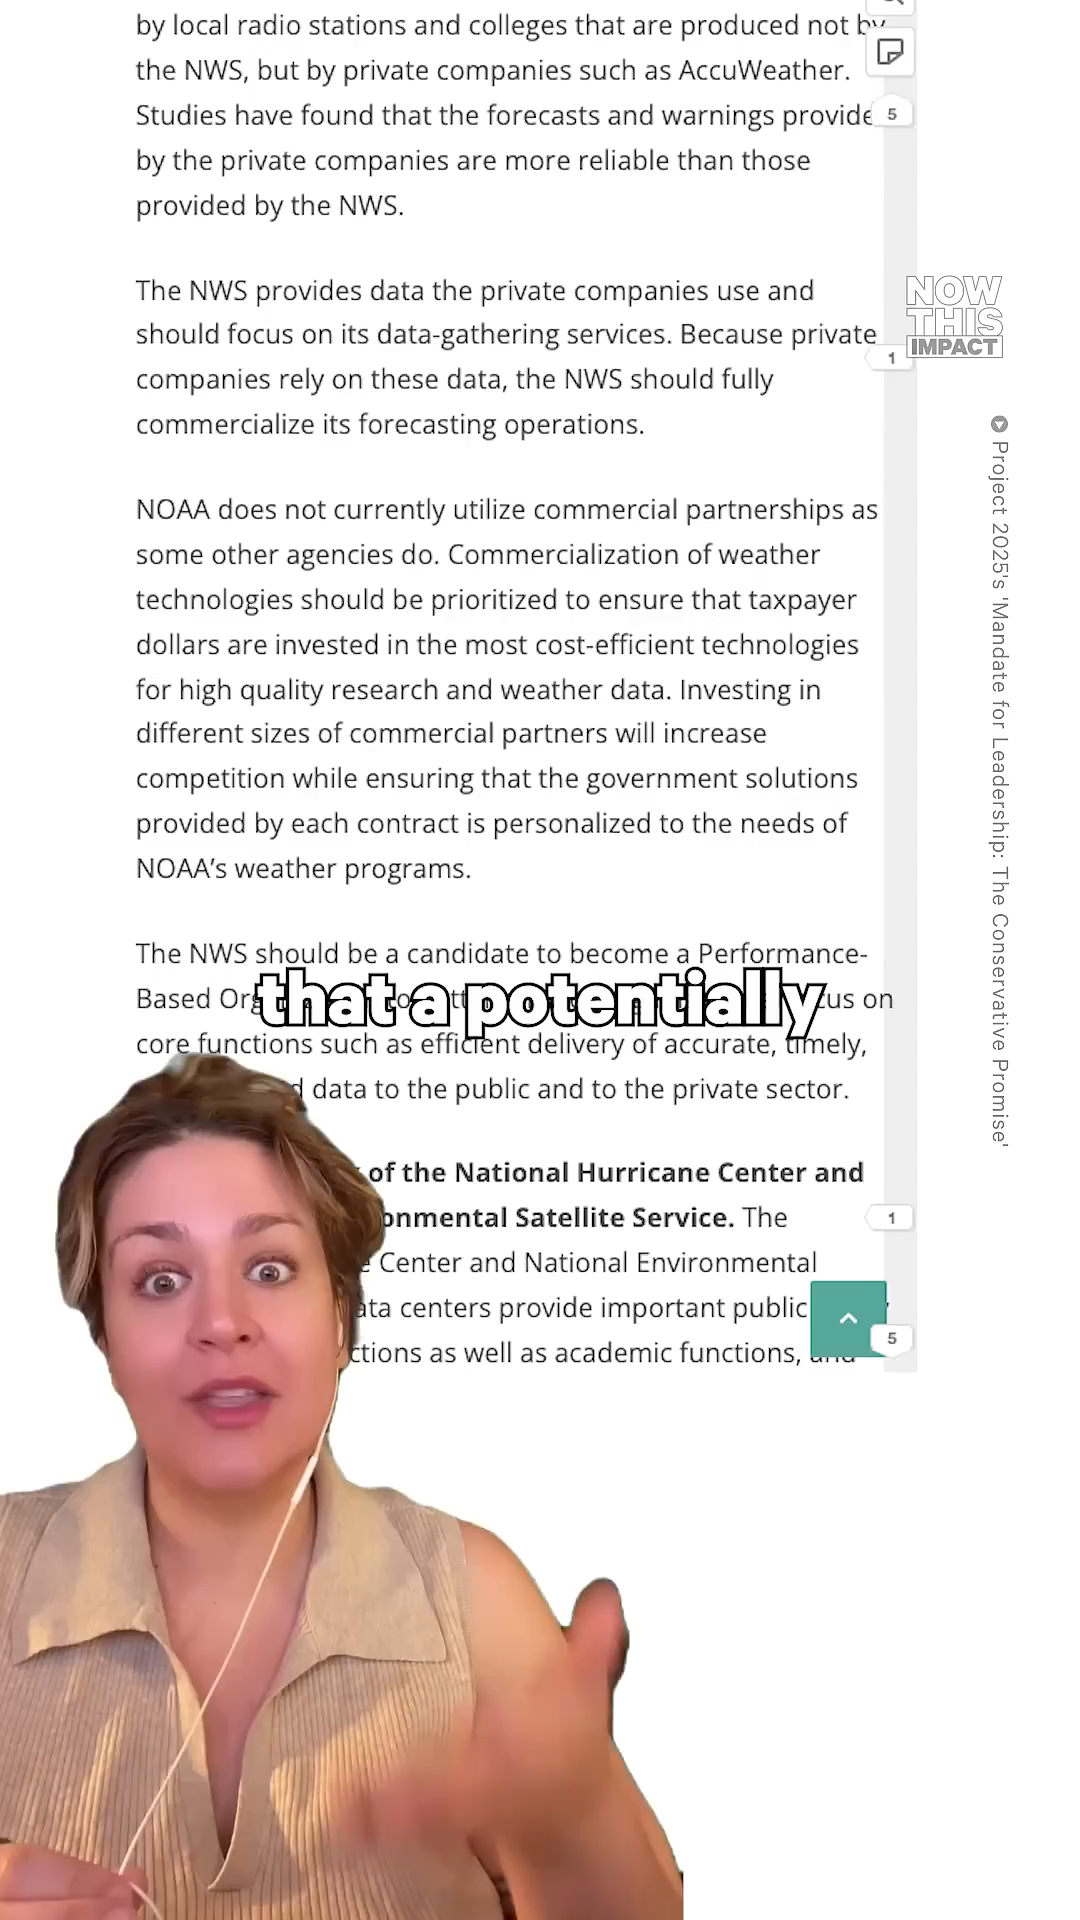 by local radio stations and colleges that are produced not by
the NWS, but by private companies such as AccuWeather.
Studies have found that the forecasts and warnings provide
5
by the private companies are more reliable than those
provided by the NWS.
The NWS provides data the private companies use and
should focus on its data-gathering services. Because private
1
companies rely on these data, the NWS should fully
commercialize its forecasting operations.
NOW
THIS
IMPACT
NOAA does not currently utilize commercial partnerships as
some other agencies do. Commercialization of weather
technologies should be prioritized to ensure that taxpayer
dollars are invested in the most cost-efficient technologies
for high quality research and weather data. Investing in
different sizes of commercial partners will increase
competition while ensuring that the government solutions
provided by each contract is personalized to the needs of
NOAA's weather programs.
Project 2025's 'Mandate for Leadership: The Conservative Promise'
The NWS should be a candidate to become a Performance-
Based on
that a potentially
core functions such as efficient delivery of accurate, timely,
data to the public and to the private sector.
of the National Hurricane Center and
Satellite Service. The
1
Center and National Environmental
centers provide important public
5
as well as academic functions, and